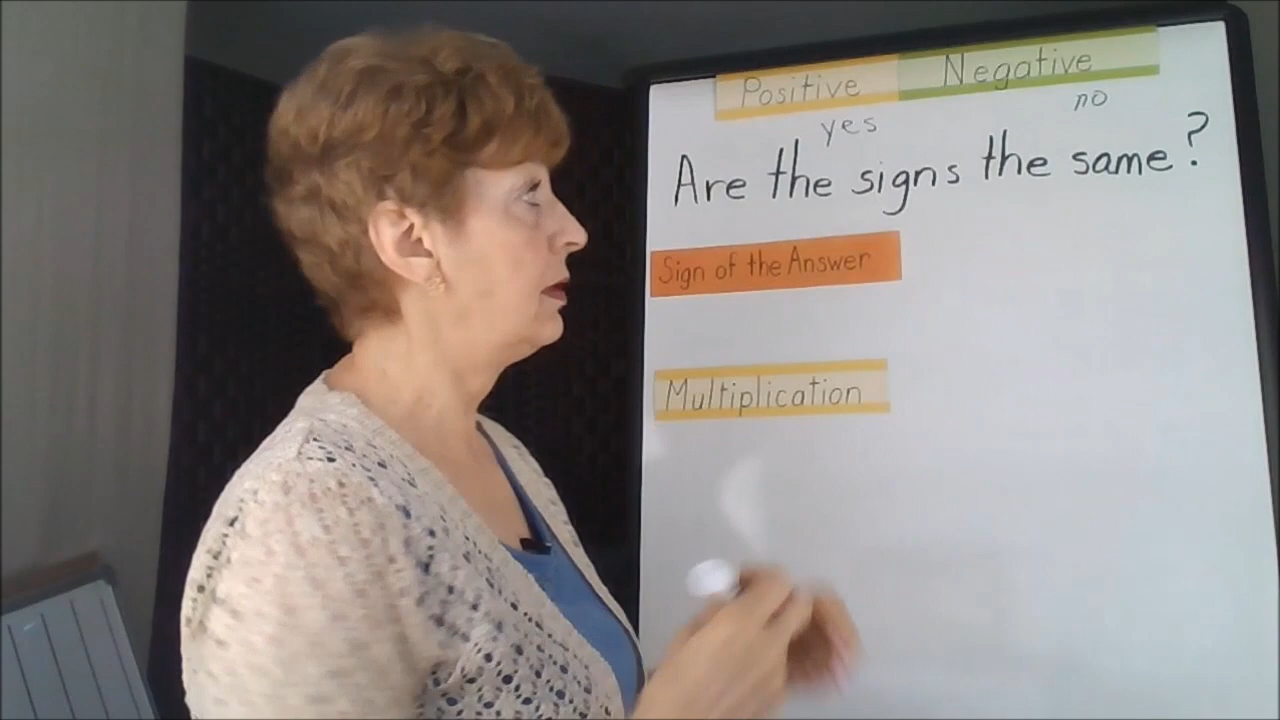 Positive Negative
yes no
Are the signs the same?
Sign of the Answer
Multiplication